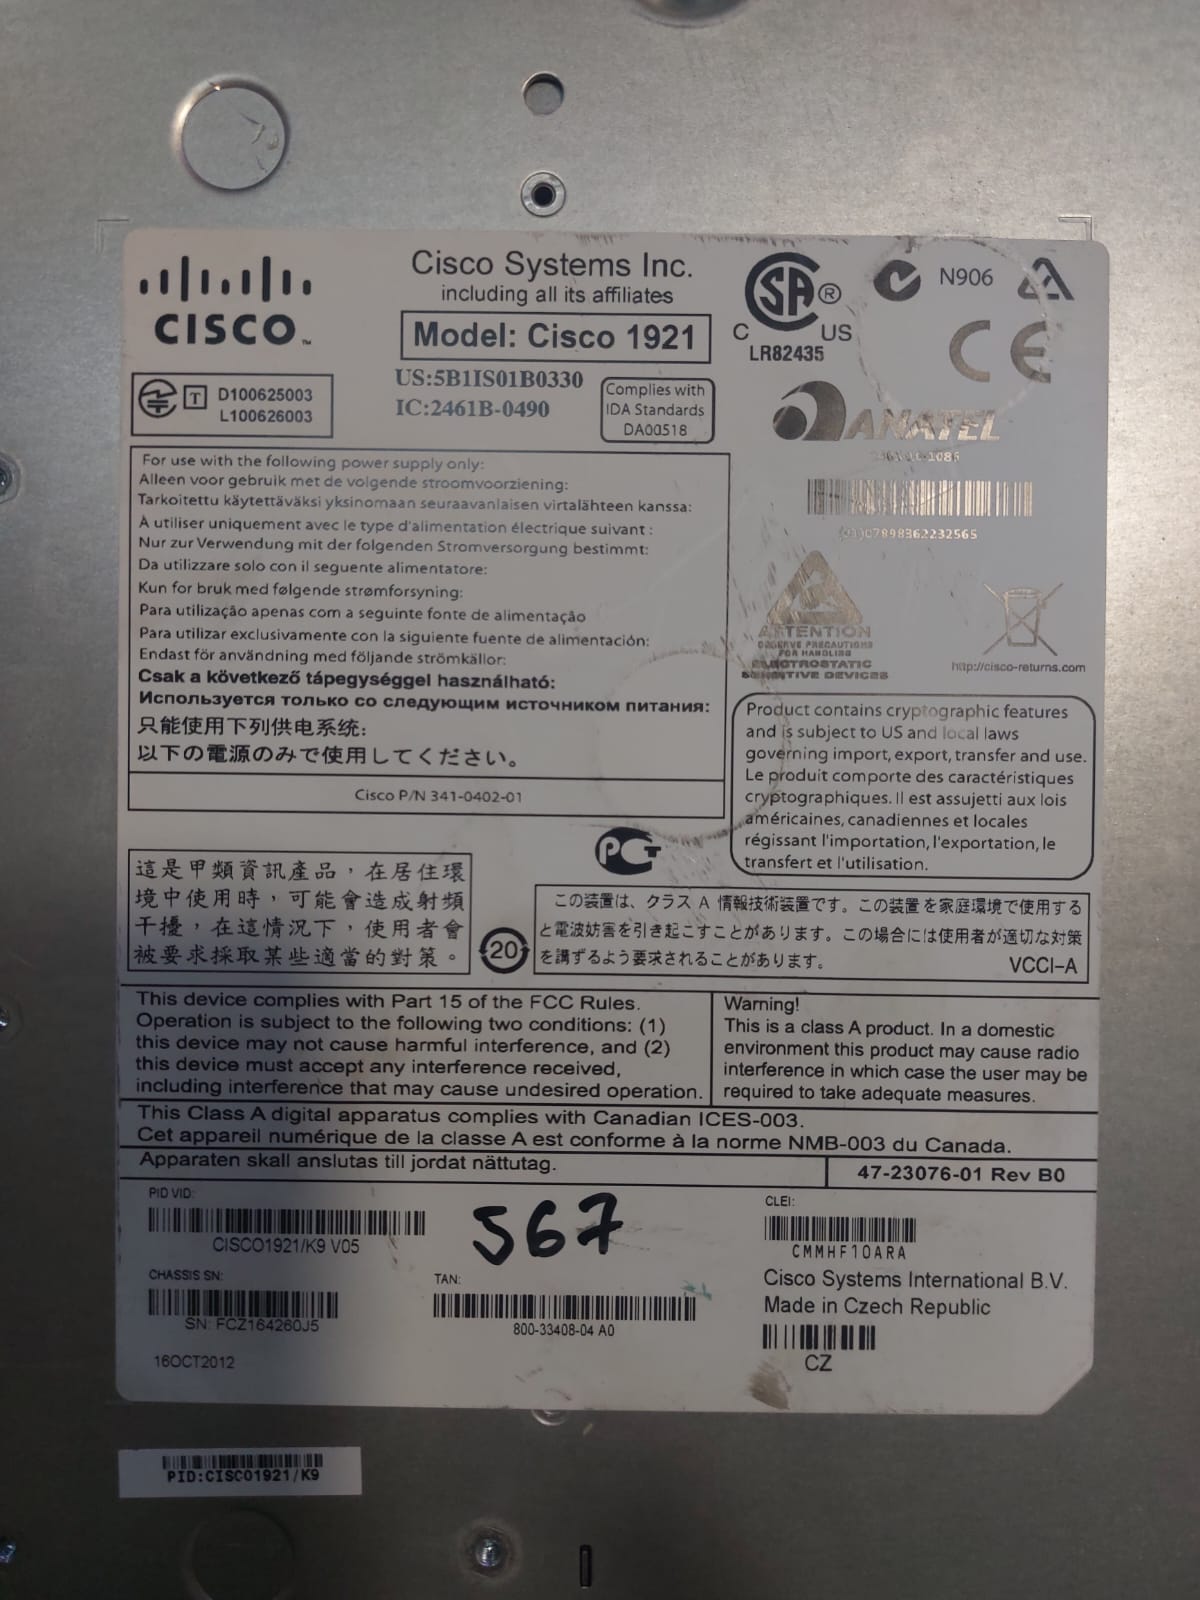 CISCO™
Cisco Systems Inc.
including all its affiliates
Model: Cisco 1921
US:5B1IS01B0330
IC:2461B-0490
Complies with
IDA Standards
DA00518
T
D100625003
L100626003
SA®
C US
LR82435
N906
CE
ANATEL
(01)07898362232565
ATTENTION
OBSERVE PRECAUTIONS
FOR HANDLING
ELECTROSTATIC
SENSITIVE DEVICES
http://cisco-returns.com
For use with the following power supply only:
Alleen voor gebruik met de volgende stroomvoorziening:
Tarkoitettu käytettäväksi yksinomaan seuraavanlaisen virtalähteen kanssa:
À utiliser uniquement avec le type d'alimentation électrique suivant :
Nur zur Verwendung mit der folgenden Stromversorgung bestimmt:
Da utilizzare solo con il seguente alimentatore:
Kun for bruk med følgende strømforsyning:
Para utilização apenas com a seguinte fonte de alimentação
Para utilizar exclusivamente con la siguiente fuente de alimentación:
Endast för användning med följande strömkällor:
Csak a következő tápegységgel használható:
Используется только со следующим источником питания:
只能使用下列供电系统:
以下の電源のみで使用してください。
Cisco P/N 341-0402-01
Product contains cryptographic features
and is subject to US and local laws
governing import, export, transfer and use.
Le produit comporte des caractéristiques
cryptographiques. Il est assujetti aux lois
américaines, canadiennes et locales
régissant l'importation, l'exportation, le
transfert et l'utilisation.
這是甲類資訊產品，在居住環
境中使用時，可能會造成射頻
干擾，在這情況下，使用者會
被要求採取某些適當的對策。
20
この装置は、クラス A 情報技術装置です。この装置を家庭環境で使用する
と電波妨害を引き起こすことがあります。この場合には使用者が適切な対策
を講ずるよう要求されることがあります。
VCCI-A
This device complies with Part 15 of the FCC Rules.
Operation is subject to the following two conditions: (1)
this device may not cause harmful interference, and (2)
this device must accept any interference received,
including interference that may cause undesired operation.
Warning!
This is a class A product. In a domestic
environment this product may cause radio
interference in which case the user may be
required to take adequate measures.
This Class A digital apparatus complies with Canadian ICES-003.
Cet appareil numérique de la classe A est conforme à la norme NMB-003 du Canada.
Apparaten skall anslutas till jordat nättutag.
47-23076-01 Rev B0
PID VID:
CISCO1921/K9 V05
567
CLEI:
CMMHF10ARA
CHASSIS SN:
SN: FCZ164260J5
TAN:
800-33408-04 A0
Cisco Systems International B.V.
Made in Czech Republic
CZ
16OCT2012
PID:CISCO1921/K9